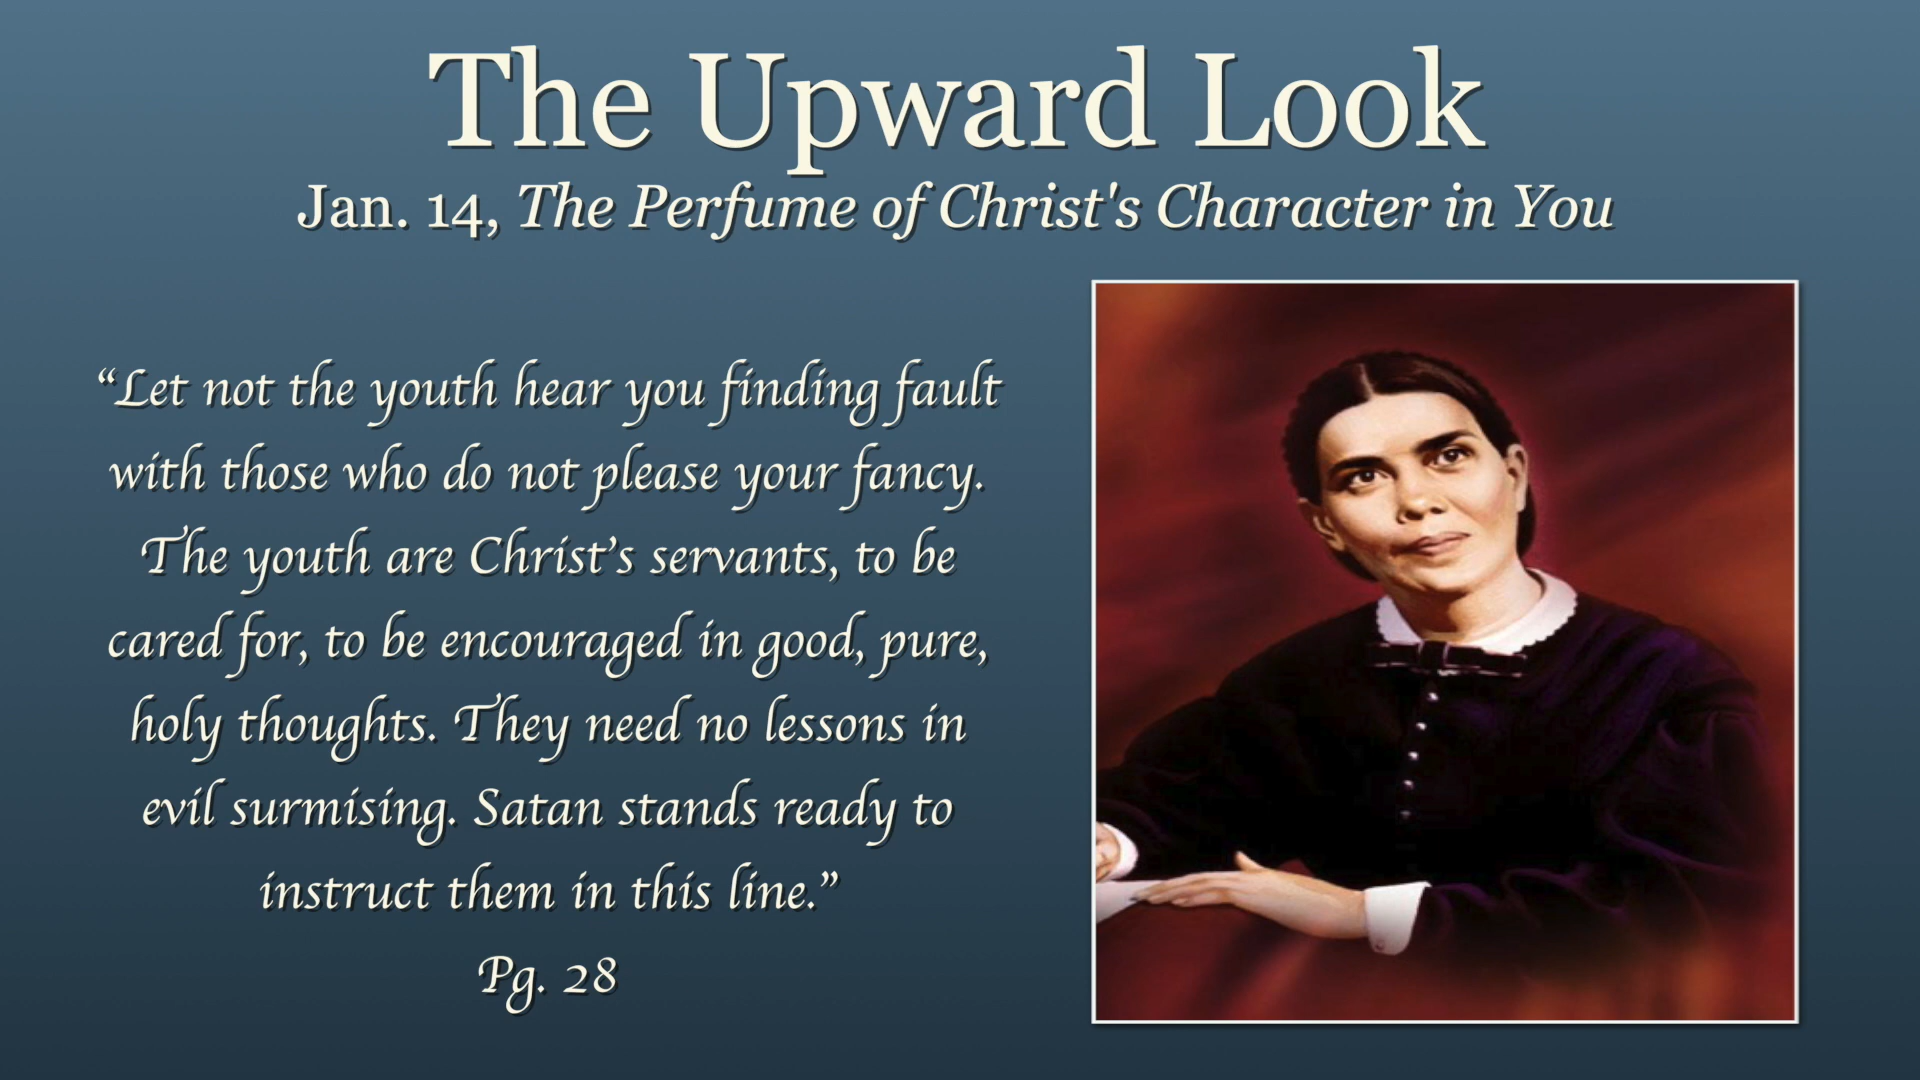 The Upward Look
Jan. 14, The Perfume of Christ's Character in You
“Let not the youth hear you finding fault
with those who do not please your fancy.
The youth are Christ’s servants, to be
cared for, to be encouraged in good, pure,
holy thoughts. They need no lessons in
evil surmising. Satan stands ready to
instruct them in this line.”
Pg. 28